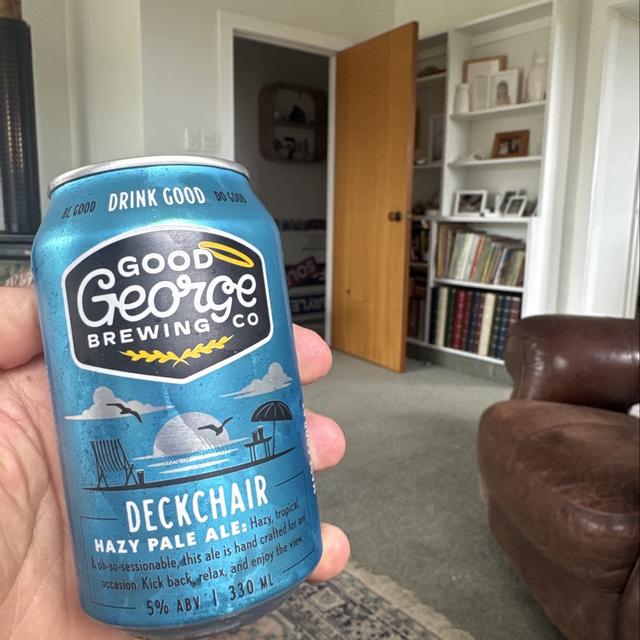 BE GOOD DRINK GOOD DO GOOD
GOOD
George
BREWING CO
DECKCHAIR
HAZY PALE ALE: Hazy, tropical,
& oh-so-sessionable, this ale is hand crafted for any
occasion. Kick back, relax, and enjoy the view.
5% ABV | 330 ML